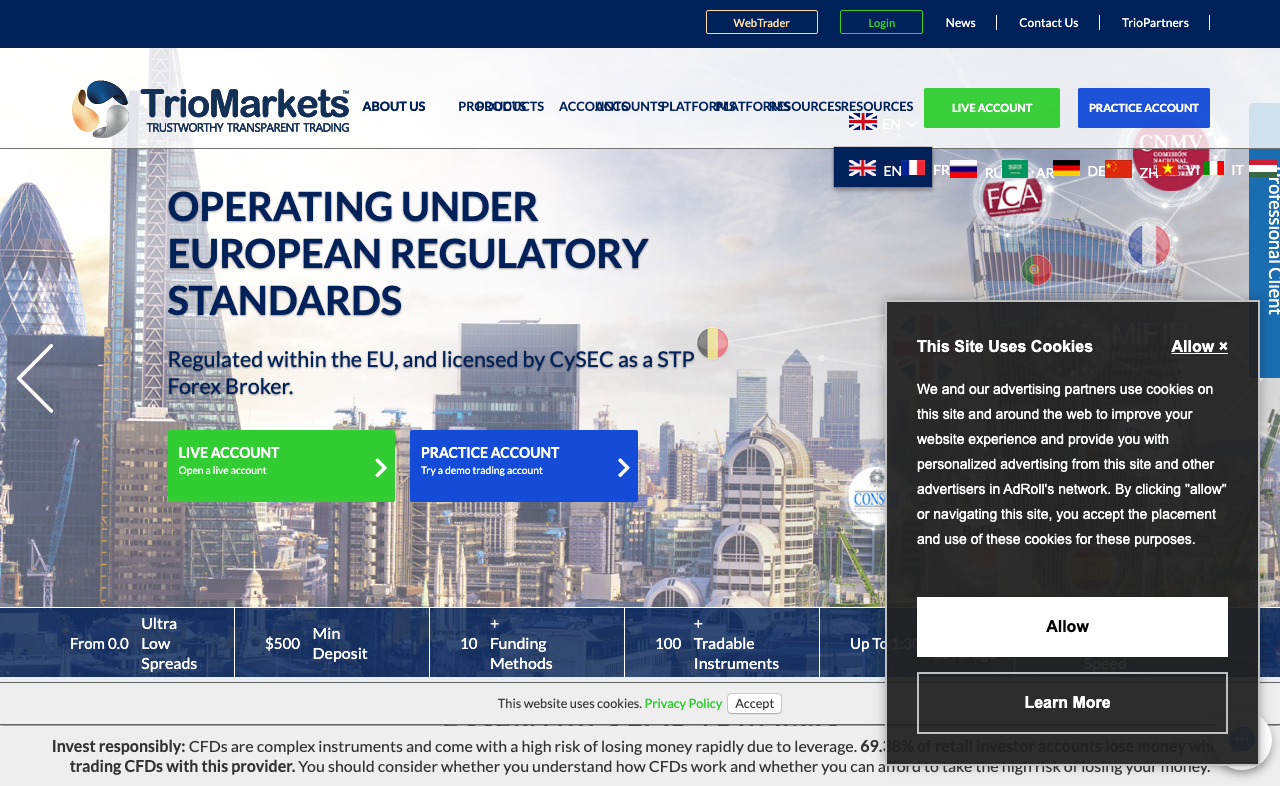 WebTrader
Login
News
Contact Us
TrioPartners
TrioMarkets™
TRUSTWORTHY TRANSPARENT TRADING
ABOUT US
PRODUCTS PRODUCTS
ACCOUNTS ACCOUNTS
PLATFORMS PLATFORMS
RESOURCES RESOURCES
LIVE ACCOUNT
PRACTICE ACCOUNT
EN
EN
FR
RU
AR
DE
ZH
VI
IT
CNMV
COMISIÓN
NACIONAL
FCA
Professional Client
OPERATING UNDER
EUROPEAN REGULATORY
STANDARDS
Regulated within the EU, and licensed by CySEC as a STP
Forex Broker.
LIVE ACCOUNT
Open a live account
PRACTICE ACCOUNT
Try a demo trading account
This Site Uses Cookies
Allow ×
We and our advertising partners use cookies on
this site and around the web to improve your
website experience and provide you with
personalized advertising from this site and other
advertisers in AdRoll's network. By clicking "allow"
or navigating this site, you accept the placement
and use of these cookies for these purposes.
Allow
Learn More
From 0.0
Ultra
Low
Spreads
$500
Min
Deposit
10
+
Funding
Methods
100
+
Tradable
Instruments
Up To
Speed
This website uses cookies. Privacy Policy Accept
Invest responsibly: CFDs are complex instruments and come with a high risk of losing money rapidly due to leverage. 69.38% of retail investor accounts lose money wh
trading CFDs with this provider. You should consider whether you understand how CFDs work and whether you can afford to take the high risk of losing your money.